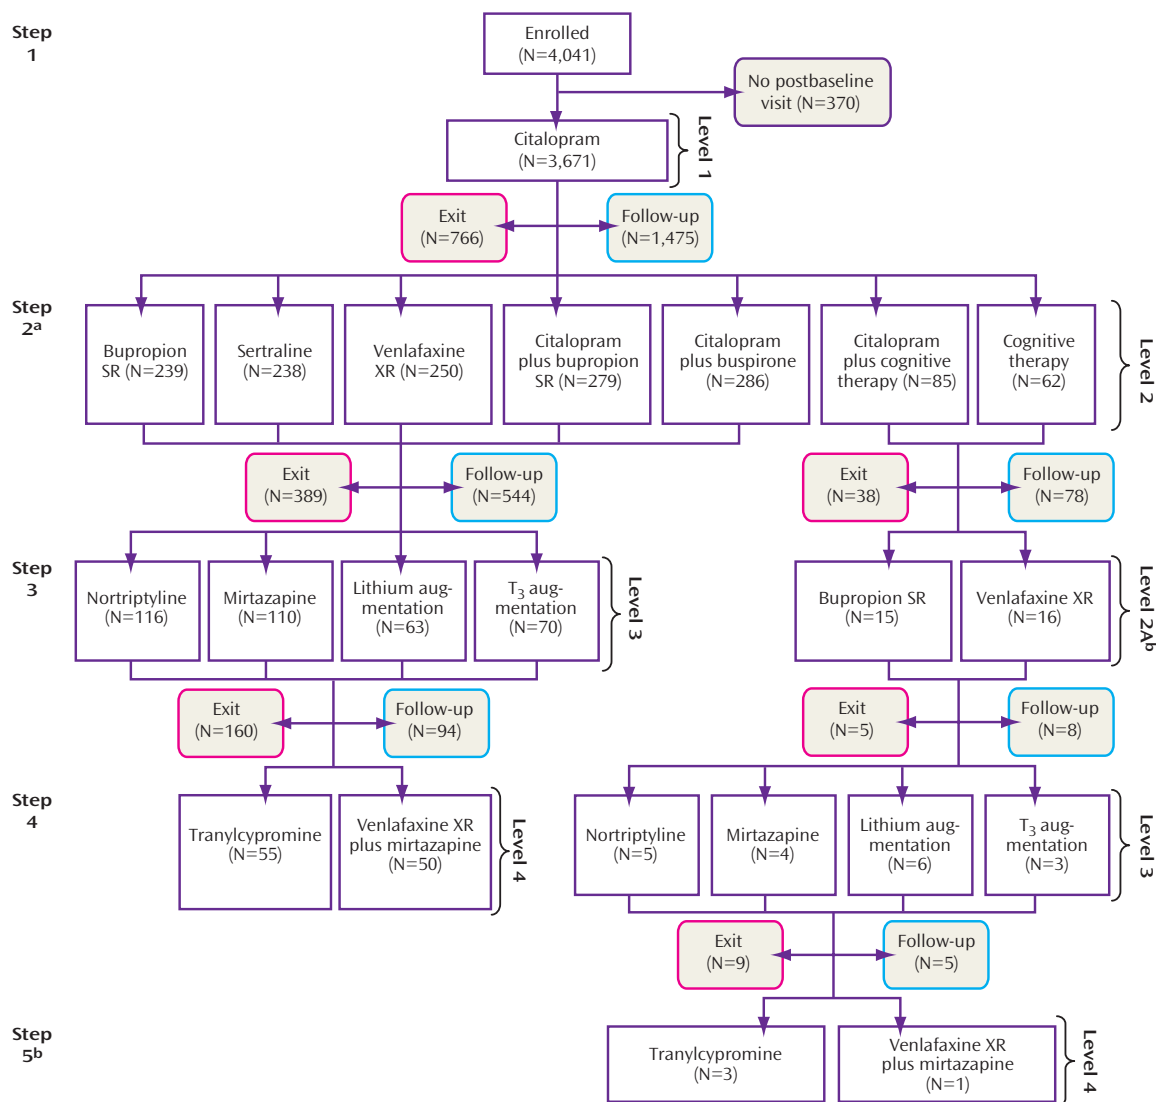 Step
1
Enrolled
(N=4,041)
No postbaseline
visit (N=370)
Citalopram
(N=3,671)
Level 1
Exit
(N=766)
Follow-up
(N=1,475)
Step
2a
Bupropion
SR (N=239)
Sertraline
(N=238)
Venlafaxine
XR (N=250)
Citalopram
plus bupropion
SR (N=279)
Citalopram
plus buspirone
(N=286)
Citalopram
plus cognitive
therapy (N=85)
Cognitive
therapy
(N=62)
Level 2
Exit
(N=389)
Follow-up
(N=544)
Exit
(N=38)
Follow-up
(N=78)
Step
3
Nortriptyline
(N=116)
Mirtazapine
(N=110)
Lithium aug-
mentation
(N=63)
T3 aug-
mentation
(N=70)
Level 3
Bupropion SR
(N=15)
Venlafaxine XR
(N=16)
Level 2Ab
Exit
(N=160)
Follow-up
(N=94)
Exit
(N=5)
Follow-up
(N=8)
Step
4
Tranylcypromine
(N=55)
Venlafaxine XR
plus mirtazapine
(N=50)
Level 4
Nortriptyline
(N=5)
Mirtazapine
(N=4)
Lithium aug-
mentation
(N=6)
T3 aug-
mentation
(N=3)
Level 3
Exit
(N=9)
Follow-up
(N=5)
Step
5b
Tranylcypromine
(N=3)
Venlafaxine XR
plus mirtazapine
(N=1)
Level 4